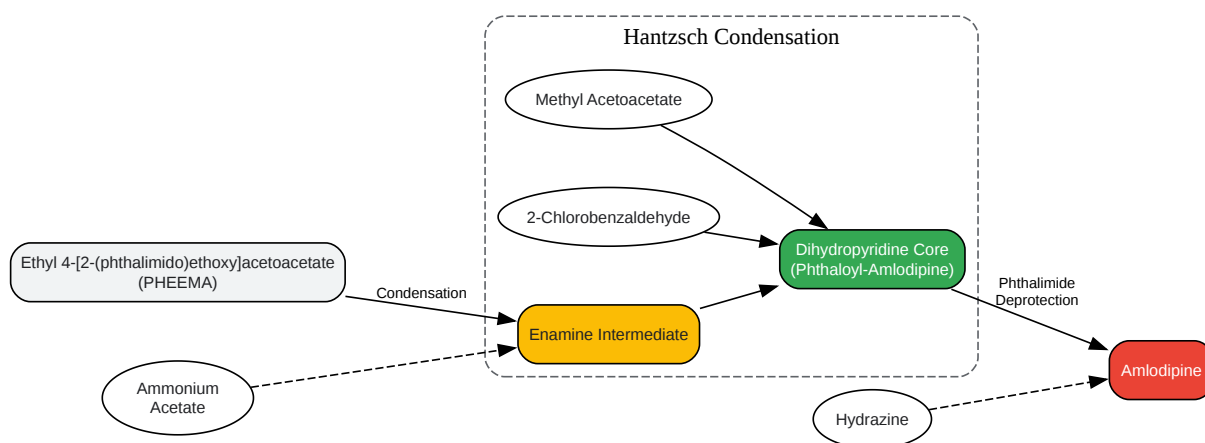 Hantzsch Condensation
Methyl Acetoacetate
2-Chlorobenzaldehyde
Ethyl 4-[2-(phthalimido)ethoxy]acetoacetate
(PHEEMA)
Condensation
Dihydropyridine Core
(Phthaloyl-Amlodipine)
Phthalimide
Deprotection
Enamine Intermediate
Amlodipine
Ammonium
Acetate
Hydrazine